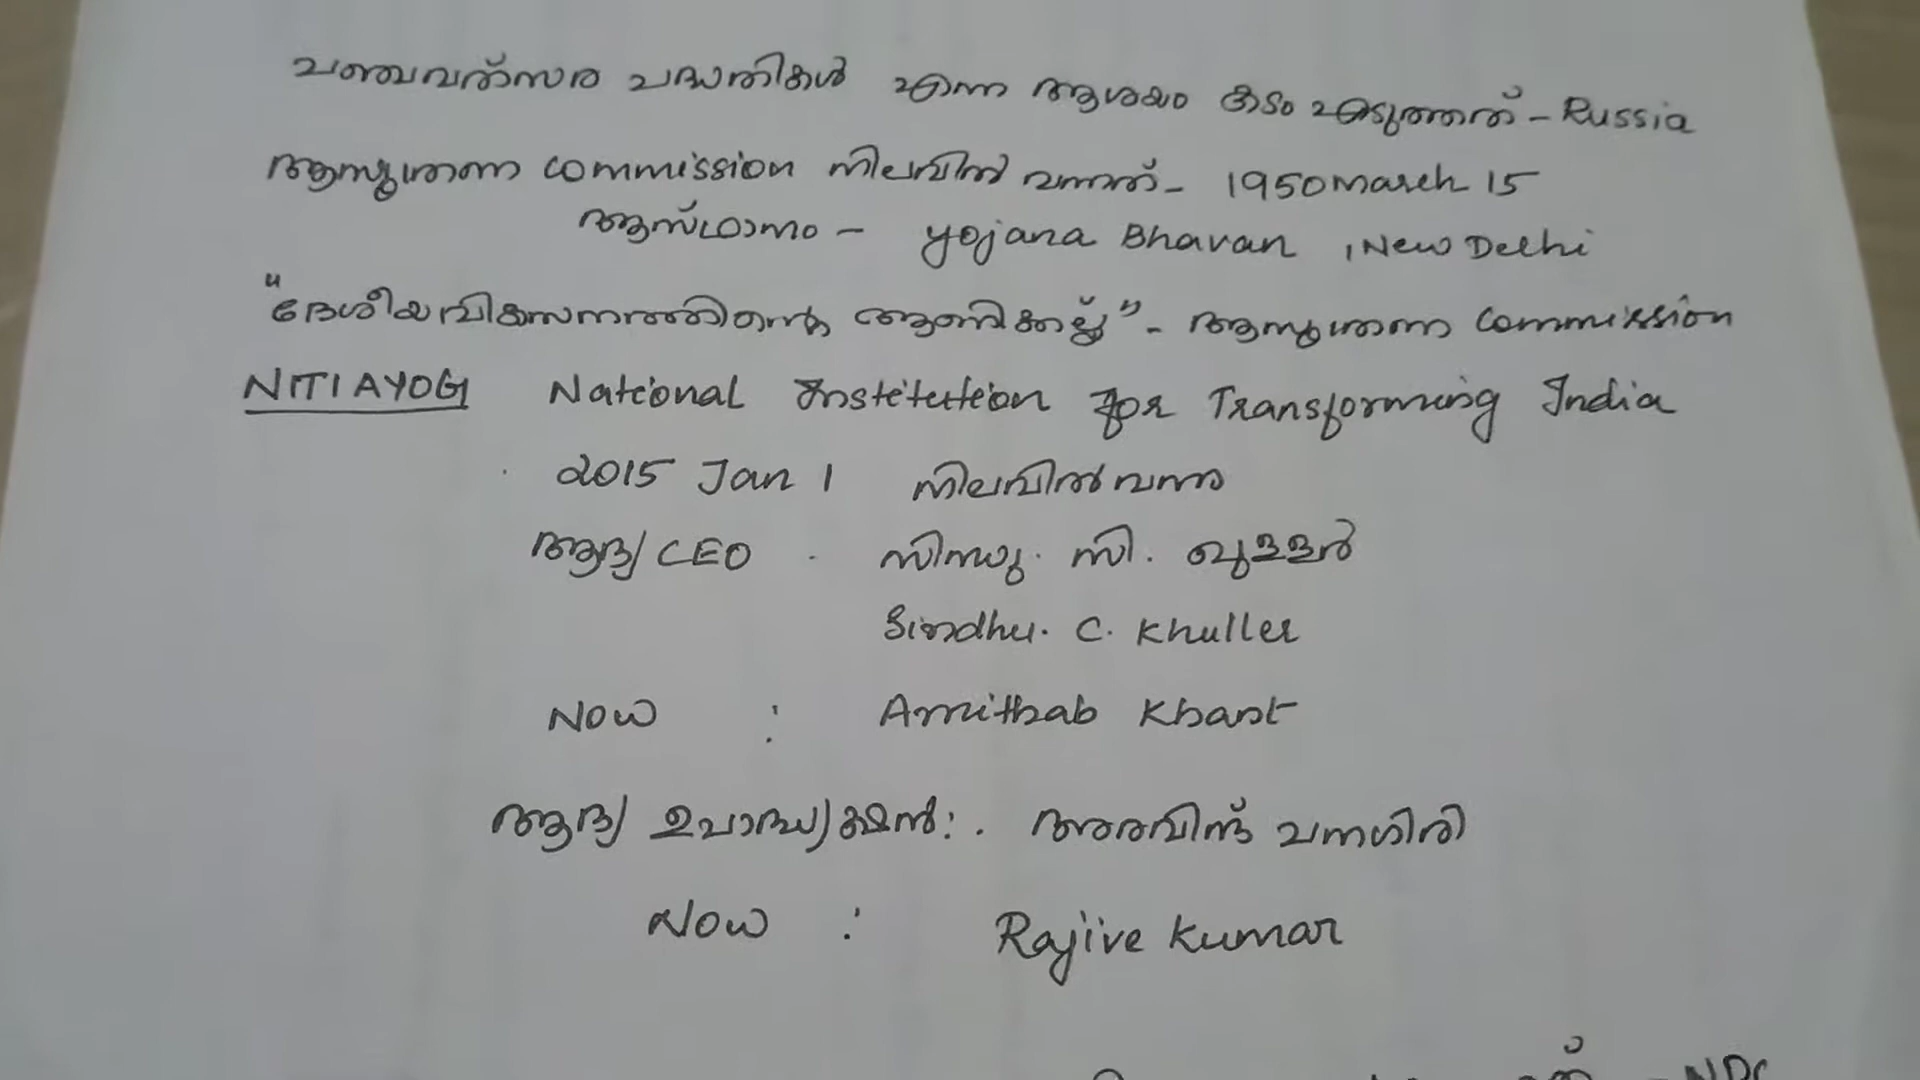 പഞ്ചവത്സര പദ്ധതികൾ എന്ന ആശയം കടം എടുത്തത് - Russia
ആസൂത്രണ commission നിലവിൽ വന്നത് - 1950 march 15
ആസ്ഥാനം - yojana Bhavan , New Delhi
"ദേശീയവികസനത്തിന്റെ ആണിക്കല്ല്" - ആസൂത്രണ commission
NITI AYOG National Institution for Transforming India
2015 Jan 1 നിലവിൽ വന്നു
ആദ്യ CEO . സിന്ധു. സി. ഖുള്ളർ
Sindhu. C. Khuller
Now : Amithab Khant
ആദ്യ ഉപാദ്ധ്യക്ഷൻ : . അരവിന്ദ് പനഗിരി
Now : Rajive Kumar
NDC